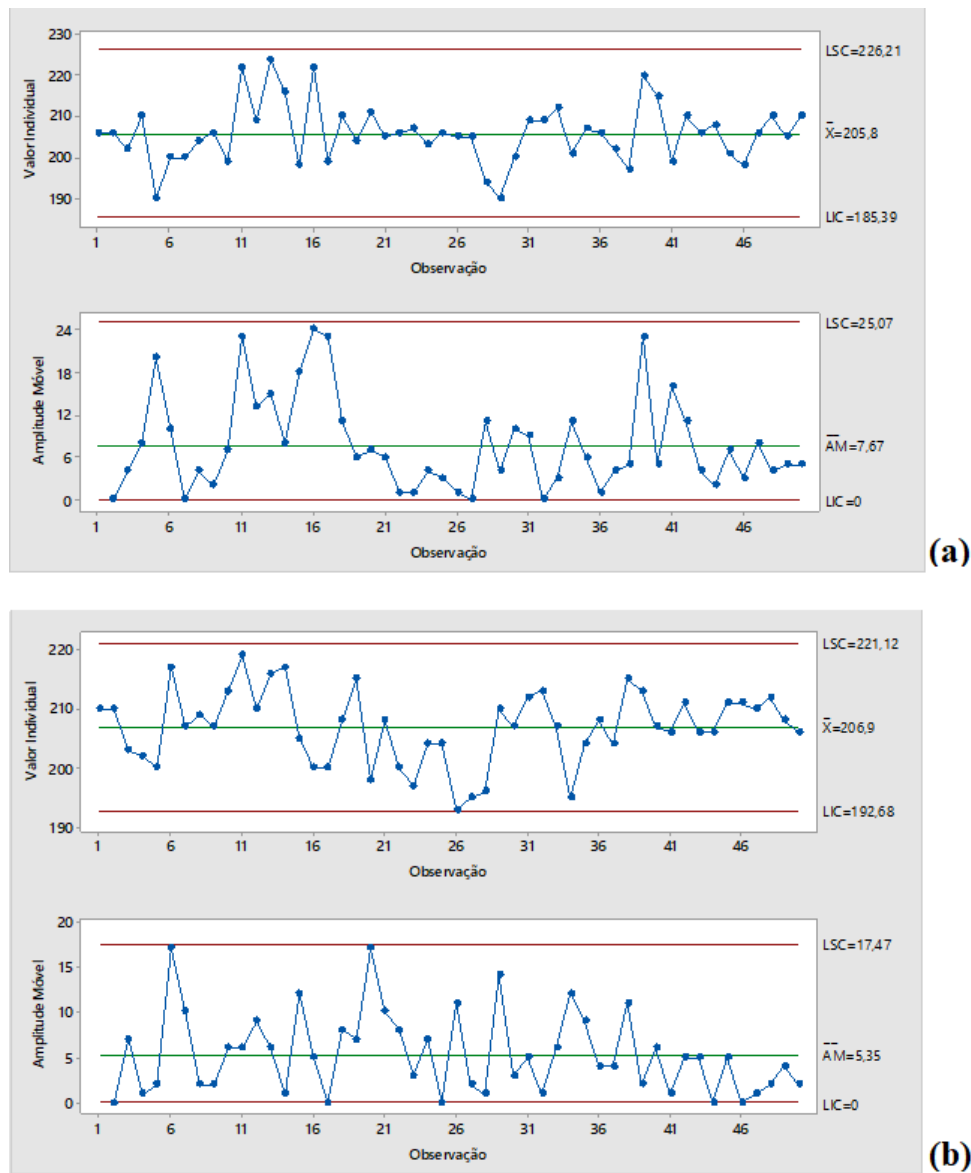 230
220
210
200
190
Valor Individual
LSC=226,21
X̄=205,8
LIC=185,39
1 6 11 16 21 26 31 36 41 46
Observação
24
18
12
6
0
Amplitude Móvel
LSC=25,07
A̅M̅=7,67
LIC=0
1 6 11 16 21 26 31 36 41 46
Observação
(a)
220
210
200
190
Valor Individual
LSC=221,12
X̄=206,9
LIC=192,68
1 6 11 16 21 26 31 36 41 46
Observação
20
15
10
5
0
Amplitude Móvel
LSC=17,47
A̅M̅=5,35
LIC=0
1 6 11 16 21 26 31 36 41 46
Observação
(b)